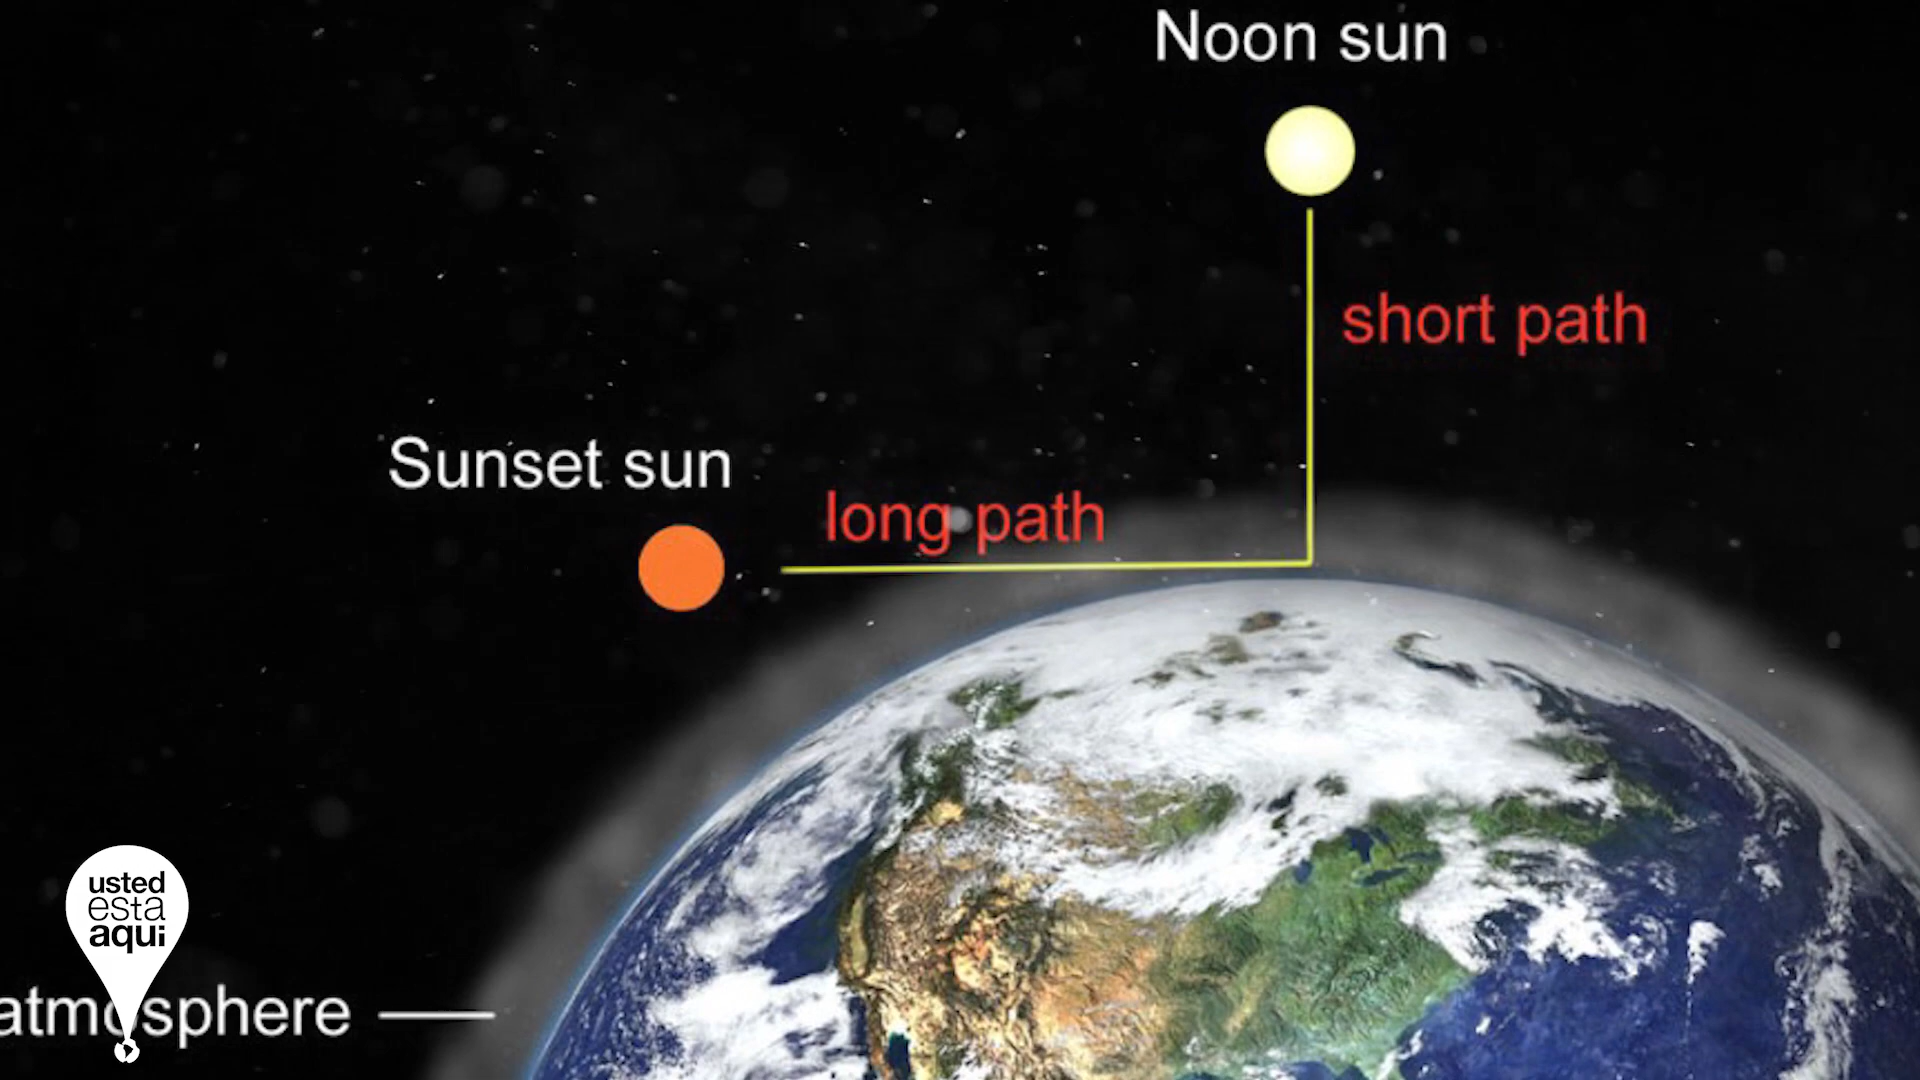 Noon sun
short path
Sunset sun
long path
usted
esta
aqui
atmosphere